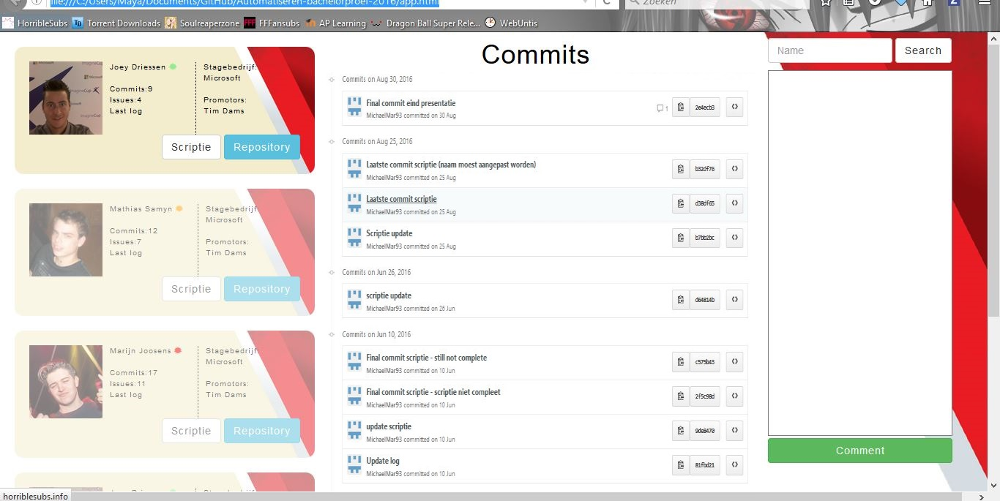 file:///C:/Users/Maya/Documents/GitHub/Automatiseren-bachelorproef-2016/app.html
Zoeken
HorribleSubs
TD
Torrent Downloads
Soulreaperzone
FFF
FFFansubs
AP Learning
Dragon Ball Super Rele...
WebUntis
Joey Driessen
Commits:9
Issues:4
Last log
Stagebedrijf:
Microsoft
Promotors:
Tim Dams
Scriptie
Repository
Mathias Samyn
Commits:12
Issues:7
Last log
Stagebedrijf:
Microsoft
Promotors:
Tim Dams
Scriptie
Repository
Marijn Joosens
Commits:17
Issues:11
Last log
Stagebedrijf:
Microsoft
Promotors:
Tim Dams
Scriptie
Repository
Commits
Commits on Aug 30, 2016
Final commit eind presentatie
MichaelMar93 committed on 30 Aug
1
2e4ecb3
Commits on Aug 25, 2016
Laatste commit scriptie (naam moest aangepast worden)
MichaelMar93 committed on 25 Aug
b32df76
Laatste commit scriptie
MichaelMar93 committed on 25 Aug
d38df65
Scriptie update
MichaelMar93 committed on 25 Aug
b7bb2bc
Commits on Jun 26, 2016
scriptie update
MichaelMar93 committed on 26 Jun
d64814b
Commits on Jun 10, 2016
Final commit scriptie - still not complete
MichaelMar93 committed on 10 Jun
c575b43
Final commit scriptie - scriptie niet compleet
MichaelMar93 committed on 10 Jun
2f5c98d
update scriptie
MichaelMar93 committed on 10 Jun
9de8470
Update log
MichaelMar93 committed on 10 Jun
81fbd21
Name
Search
Comment
horriblesubs.info